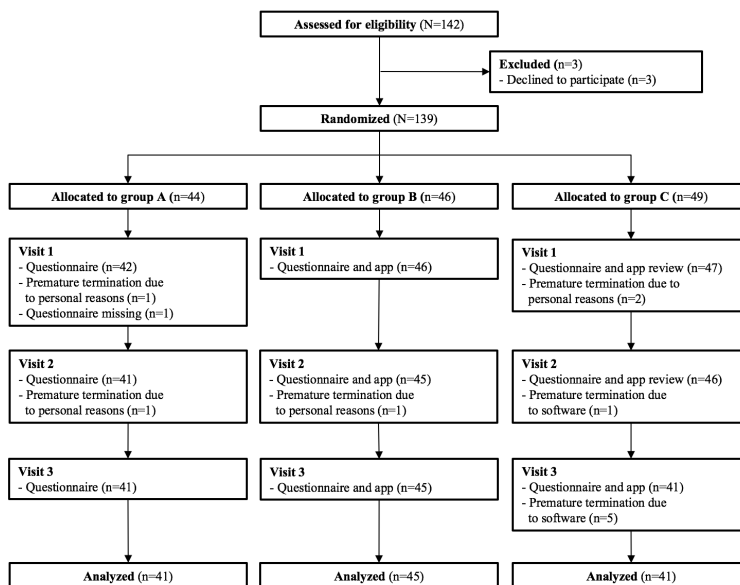 Assessed for eligibility (N=142)
Excluded (n=3)
- Declined to participate (n=3)
Randomized (N=139)
Allocated to group A (n=44)
Allocated to group B (n=46)
Allocated to group C (n=49)
Visit 1
- Questionnaire (n=42)
- Premature termination due
to personal reasons (n=1)
- Questionnaire missing (n=1)
Visit 1
- Questionnaire and app (n=46)
Visit 1
- Questionnaire and app review (n=47)
- Premature termination due to
personal reasons (n=2)
Visit 2
- Questionnaire (n=41)
- Premature termination due
to personal reasons (n=1)
Visit 2
- Questionnaire and app (n=45)
- Premature termination due
to personal reasons (n=1)
Visit 2
- Questionnaire and app review (n=46)
- Premature termination due
to software (n=1)
Visit 3
- Questionnaire (n=41)
Visit 3
- Questionnaire and app (n=45)
Visit 3
- Questionnaire and app (n=41)
- Premature termination due
to software (n=5)
Analyzed (n=41)
Analyzed (n=45)
Analyzed (n=41)